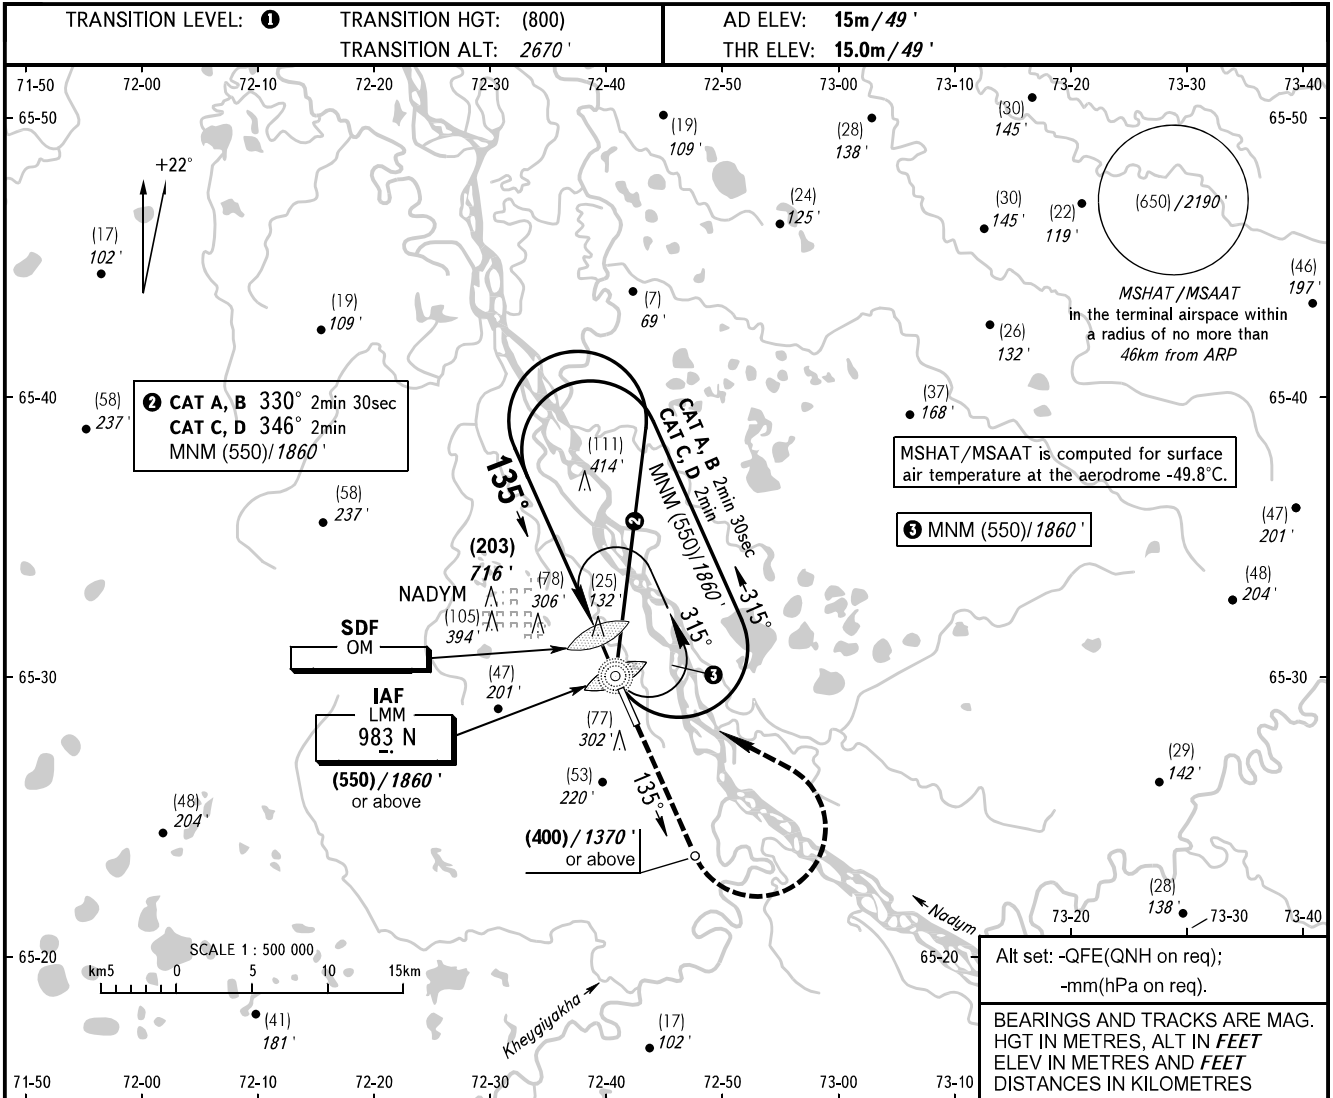 TRANSITION LEVEL: ❶
TRANSITION HGT: (800)
TRANSITION ALT: 2670 '
AD ELEV: 15m / 49 '
THR ELEV: 15.0m / 49 '
71-50 72-00 72-10 72-20 72-30 72-40 72-50 73-00 73-10 73-20 73-30 73-40
65-50 65-50
+22°
(17)
102 '
(19)
109 '
(19)
109 '
(28)
138 '
(30)
145 '
(24)
125 '
(30)
145 '
(22)
119 '
(650) / 2190 '
MSHAT / MSAAT
in the terminal airspace within
a radius of no more than
46km from ARP
(46)
197 '
(7)
69 '
(26)
132 '
65-40 65-40
(58)
237 '
❷ CAT A, B 330° 2min 30sec
CAT C, D 346° 2min
MNM (550)/ 1860 '
(37)
168 '
MSHAT/MSAAT is computed for surface
air temperature at the aerodrome -49.8°C.
❸ MNM (550)/ 1860 '
(58)
237 '
(47)
201 '
(48)
204 '
(111)
414 '
135°
CAT A, B 2min 30sec
CAT C, D 2min
MNM (550)/1860 '
❷
315°
315°
❸
(203)
716 '
NADYM
(78)
306 '
(25)
132 '
(105)
394 '
SDF
OM
65-30 65-30
IAF
LMM
983 N
(550) / 1860 '
or above
(47)
201 '
(77)
302 '
(53)
220 '
135°
(400) / 1370 '
or above
(48)
204 '
(29)
142 '
(28)
138 '
Nadym
73-20 73-30 73-40
65-20 65-20
SCALE 1 : 500 000
km5 0 5 10 15km
(41)
181 '
Kheygiyakha
(17)
102 '
Alt set: -QFE(QNH on req);
-mm(hPa on req).
BEARINGS AND TRACKS ARE MAG.
HGT IN METRES, ALT IN FEET
ELEV IN METRES AND FEET
DISTANCES IN KILOMETRES
71-50 72-00 72-10 72-20 72-30 72-40 72-50 73-00 73-10